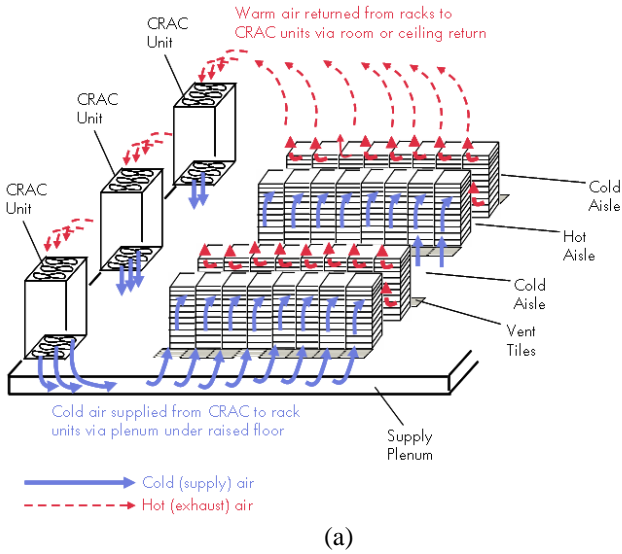 Warm air returned from racks to
CRAC units via room or ceiling return
CRAC
Unit
CRAC
Unit
CRAC
Unit
Cold
Aisle
Hot
Aisle
Cold
Aisle
Vent
Tiles
Cold air supplied from CRAC to rack
units via plenum under raised floor
Supply
Plenum
Cold (supply) air
Hot (exhaust) air
(a)